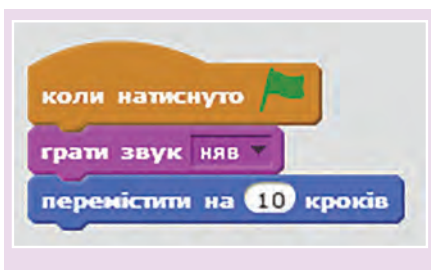 коли натиснуто
грати звук няв
перемістити на 10 кроків